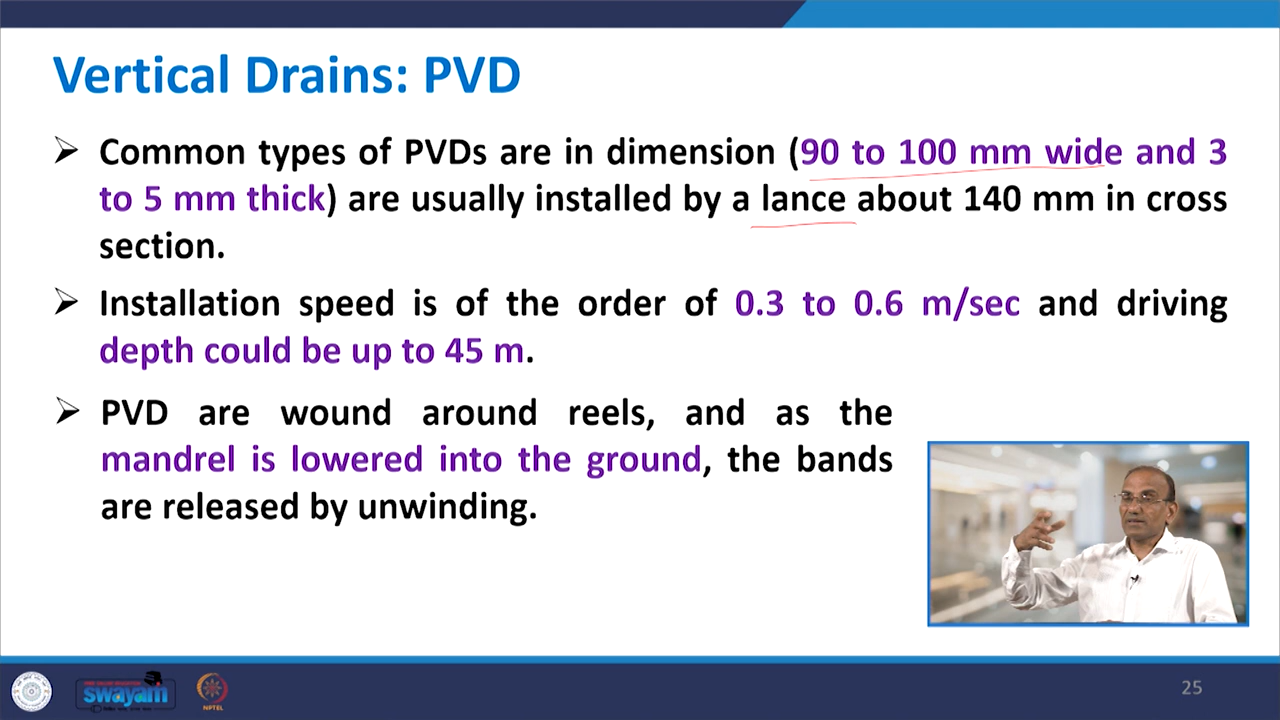 Vertical Drains: PVD
➢ Common types of PVDs are in dimension (90 to 100 mm wide and 3
to 5 mm thick) are usually installed by a lance about 140 mm in cross
section.
➢ Installation speed is of the order of 0.3 to 0.6 m/sec and driving
depth could be up to 45 m.
➢ PVD are wound around reels, and as the
mandrel is lowered into the ground, the bands
are released by unwinding.
swayam
NPTEL
25